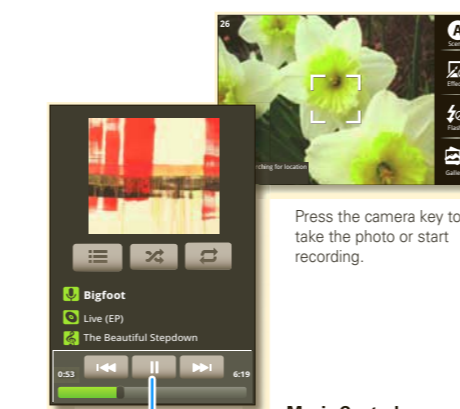 26
Flash
Press the camera key to
take the photo or start
recording.
Bigfoot
Live (EP)
The Beautiful Stepdown
0:53
6:19